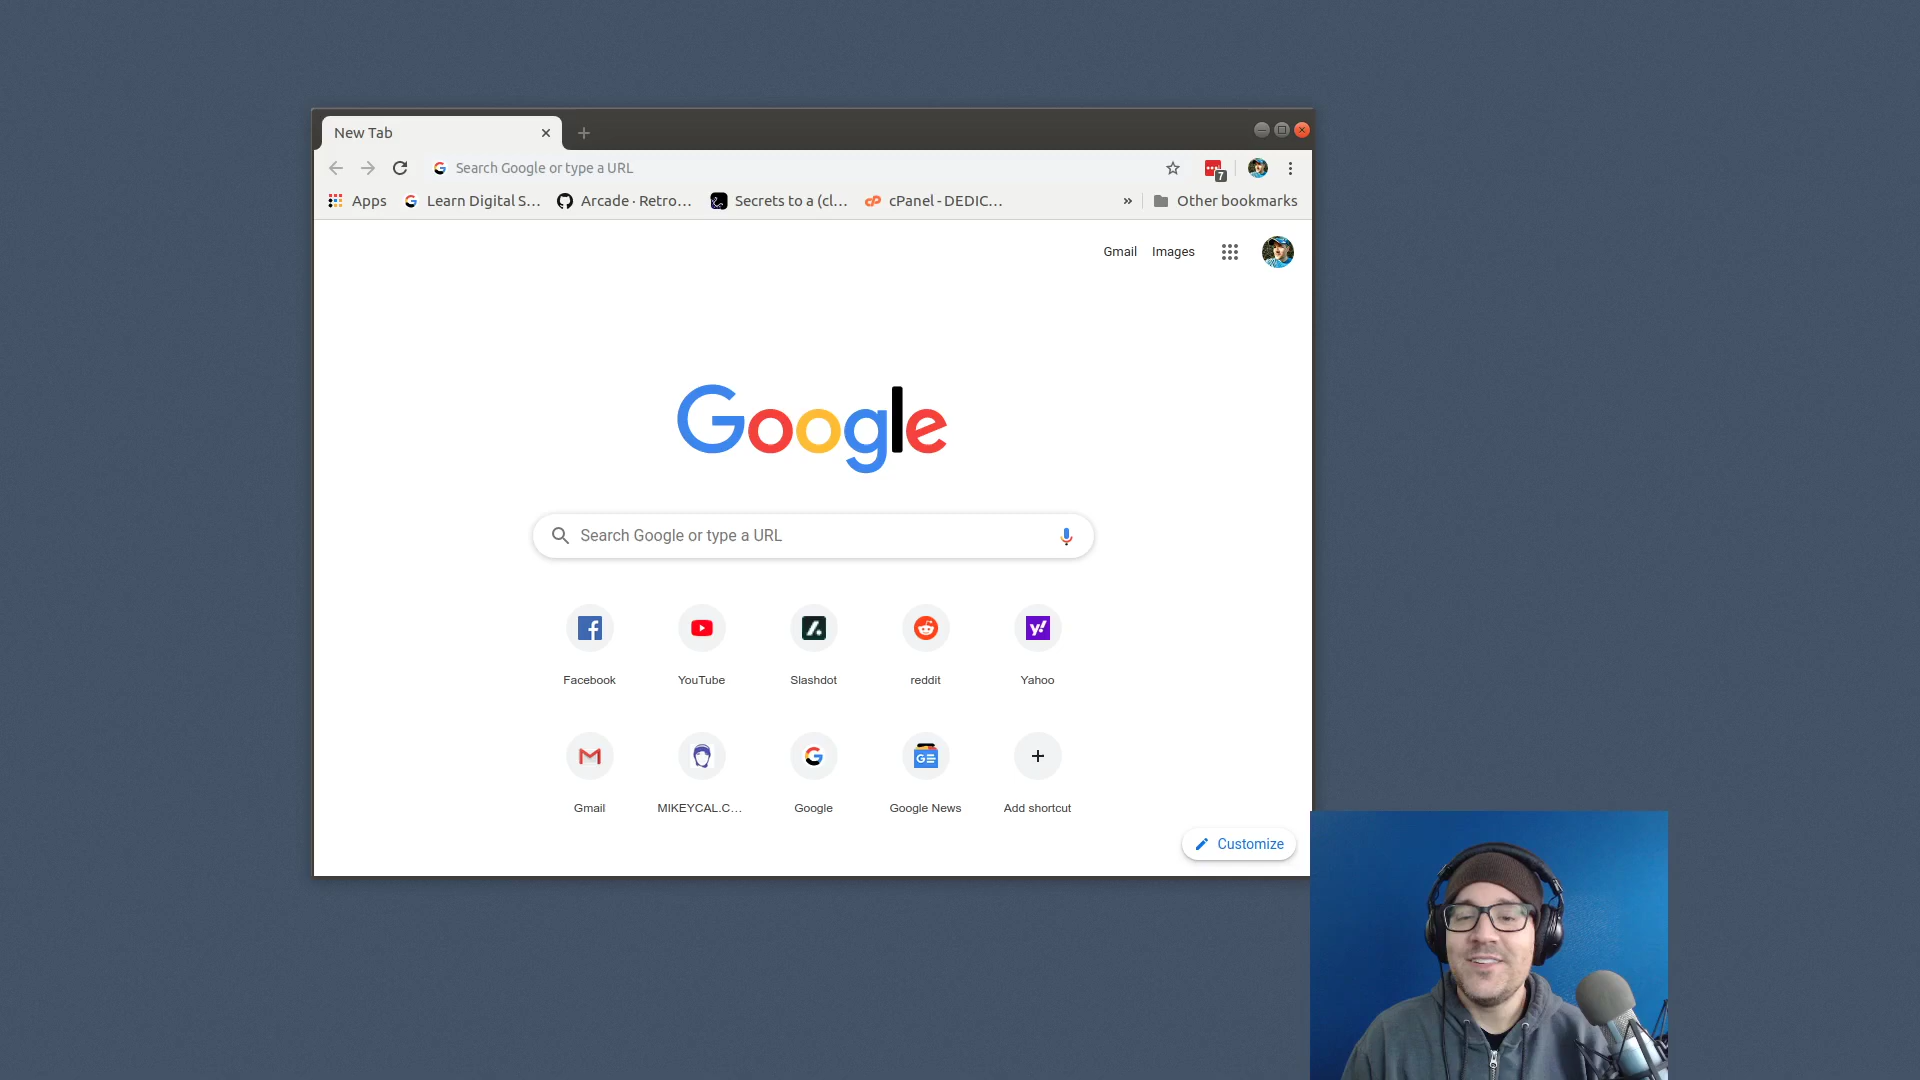 New Tab
Search Google or type a URL
7
Apps
Learn Digital S...
Arcade · Retro...
Secrets to a (cl...
cPanel - DEDIC...
»
Other bookmarks
Gmail
Images
Google
Search Google or type a URL
Facebook
YouTube
Slashdot
reddit
Yahoo
Gmail
MIKEYCAL.C...
Google
Google News
Add shortcut
Customize